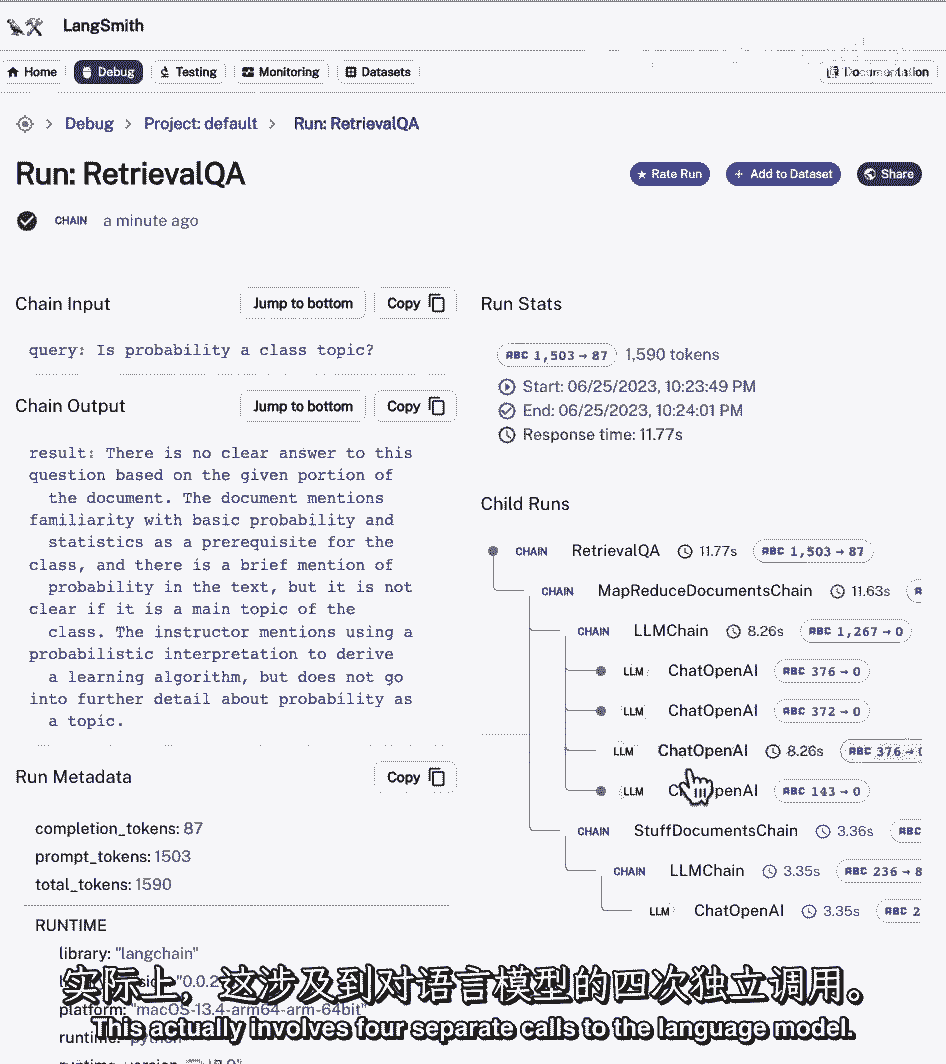 LangSmith
Home Debug Testing Monitoring Datasets Documentation
Debug > Project: default > Run: RetrievalQA
Run: RetrievalQA
Rate Run + Add to Dataset Share
CHAIN a minute ago
Chain Input Jump to bottom Copy
query: Is probability a class topic?
Chain Output Jump to bottom Copy
result: There is no clear answer to this
question based on the given portion of
the document. The document mentions
familiarity with basic probability and
statistics as a prerequisite for the
class, and there is a brief mention of
probability in the text, but it is not
clear if it is a main topic of the
class. The instructor mentions using a
probabilistic interpretation to derive
a learning algorithm, but does not go
into further detail about probability as
a topic.
Run Metadata Copy
completion_tokens: 87
prompt_tokens: 1503
total_tokens: 1590
RUNTIME
library: "langchain"
"0.0.2
platform: "macOS-13.4-arm64-arm-64bit"
Run Stats
ABC 1,503 → 87 1,590 tokens
Start: 06/25/2023, 10:23:49 PM
End: 06/25/2023, 10:24:01 PM
Response time: 11.77s
Child Runs
CHAIN RetrievalQA 11.77s ABC 1,503 → 87
CHAIN MapReduceDocumentsChain 11.63s
CHAIN LLMChain 8.26s ABC 1,267 → 0
LLM ChatOpenAI ABC 376 → 0
LLM ChatOpenAI ABC 372 → 0
LLM ChatOpenAI 8.26s ABC 376 →
LLM ABC 143 → 0
CHAIN StuffDocumentsChain 3.36s ABC
CHAIN LLMChain 3.35s ABC 236 → 8
LLM ChatOpenAI 3.35s ABC 2
实际上，这涉及到对语言模型的四次独立调用。
This actually involves four separate calls to the language model.